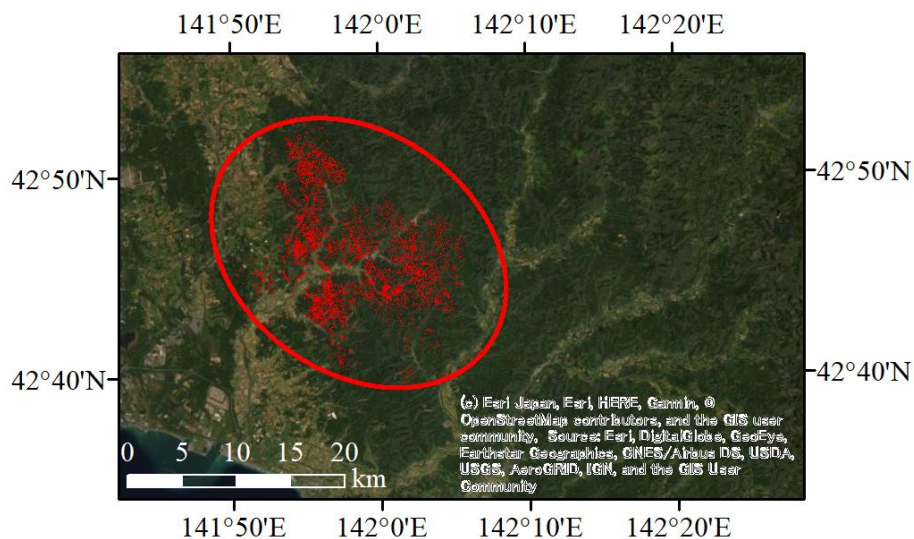 141°50'E 142°0'E 142°10'E 142°20'E
42°50'N 42°50'N
42°40'N 42°40'N
(c) Esri Japan, Esri, HERE, Garmin, ©
OpenStreetMap contributors, and the GIS user
community, Source: Esri, DigitalGlobe, GeoEye,
Earthstar Geographics, CNES/Airbus DS, USDA,
USGS, AeroGRID, IGN, and the GIS User
Community
0 5 10 15 20
km
141°50'E 142°0'E 142°10'E 142°20'E